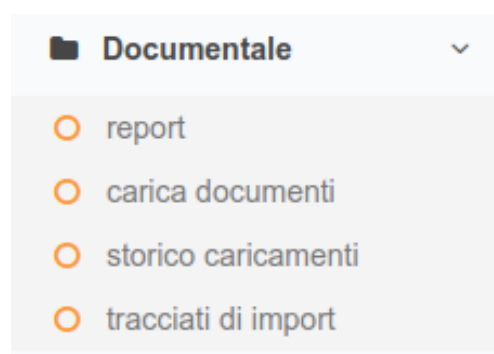 Documentale
report
carica documenti
storico caricamenti
tracciati di import